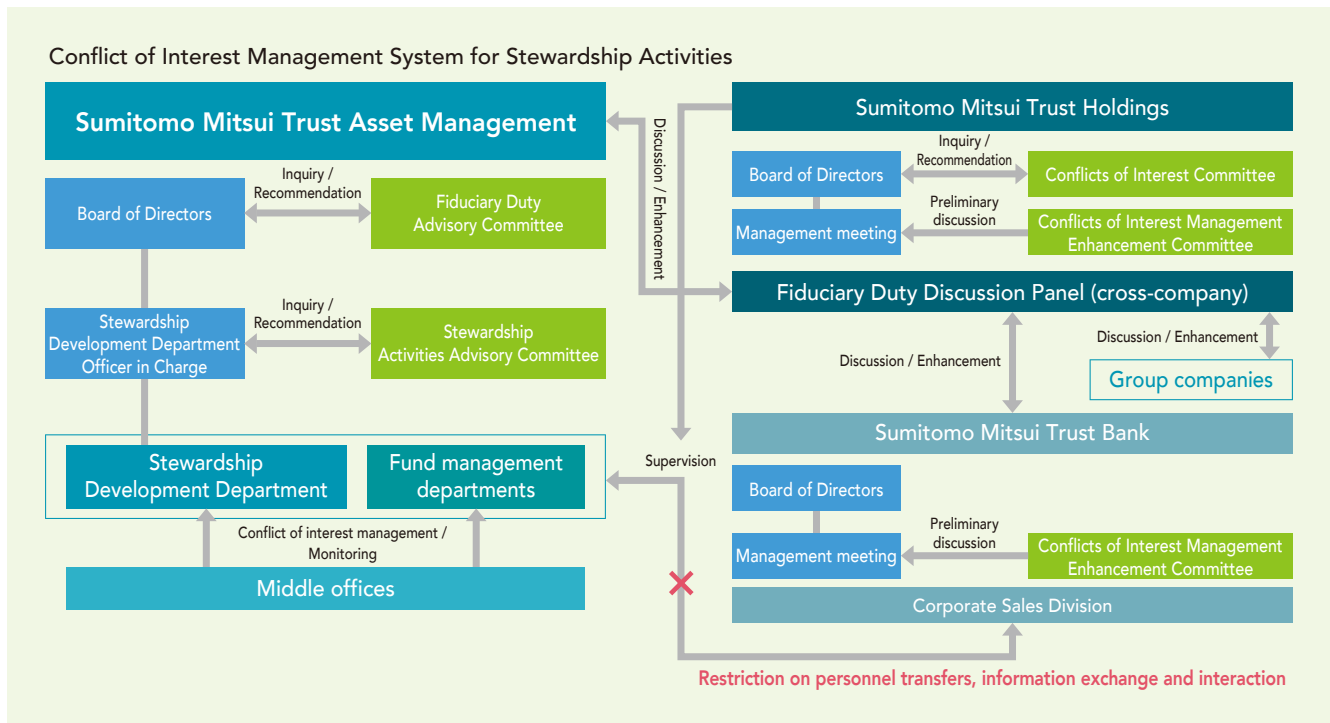 Conflict of Interest Management System for Stewardship Activities
Sumitomo Mitsui Trust Asset Management
Board of Directors
Inquiry /
Recommendation
Fiduciary Duty
Advisory Committee
Stewardship
Development Department
Officer in Charge
Inquiry /
Recommendation
Stewardship
Activities Advisory Committee
Stewardship
Development Department
Fund management
departments
Conflict of interest management /
Monitoring
Middle offices
Discussion / Enhancement
Supervision
Sumitomo Mitsui Trust Holdings
Board of Directors
Inquiry /
Recommendation
Conflicts of Interest Committee
Management meeting
Preliminary
discussion
Conflicts of Interest Management
Enhancement Committee
Fiduciary Duty Discussion Panel (cross-company)
Discussion / Enhancement
Discussion / Enhancement
Group companies
Sumitomo Mitsui Trust Bank
Board of Directors
Management meeting
Preliminary
discussion
Conflicts of Interest Management
Enhancement Committee
Corporate Sales Division
Restriction on personnel transfers, information exchange and interaction